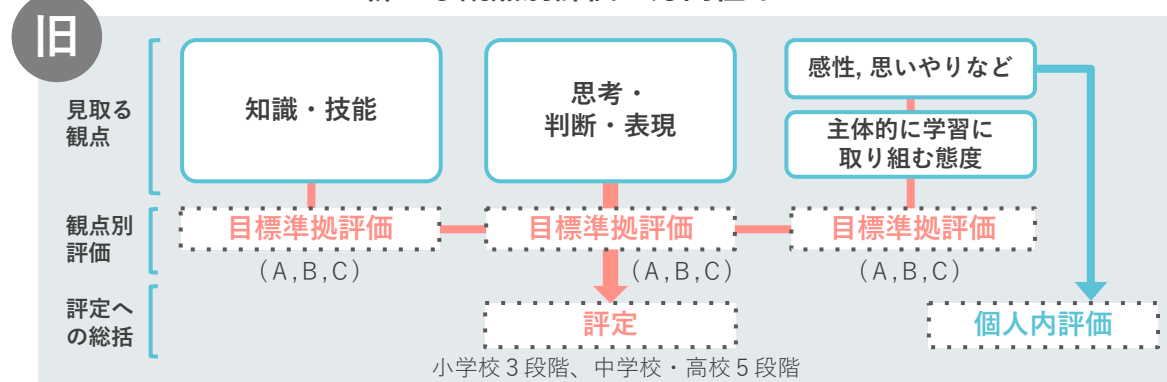 旧
見取る
観点
知識・技能
思考・
判断・表現
感性, 思いやりなど
主体的に学習に
取り組む態度
観点別
評価
目標準拠評価
目標準拠評価
目標準拠評価
(A,B,C)
(A,B,C)
(A,B,C)
評定へ
の総括
評定
個人内評価
小学校3段階、中学校・高校5段階